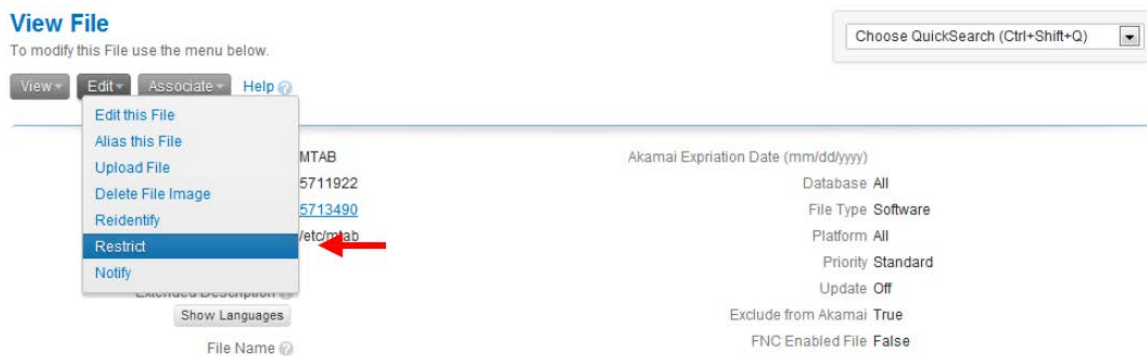 View File
To modify this File use the menu below.
Choose QuickSearch (Ctrl+Shift+Q)
View Edit Associate Help
Edit this File
Alias this File
Upload File
Delete File Image
Reidentify
Restrict
Notify
MTAB
5711922
5713490
/etc/mtab
Extended Description
Show Languages
File Name
Akamai Expriation Date (mm/dd/yyyy)
Database All
File Type Software
Platform All
Priority Standard
Update Off
Exclude from Akamai True
FNC Enabled File False